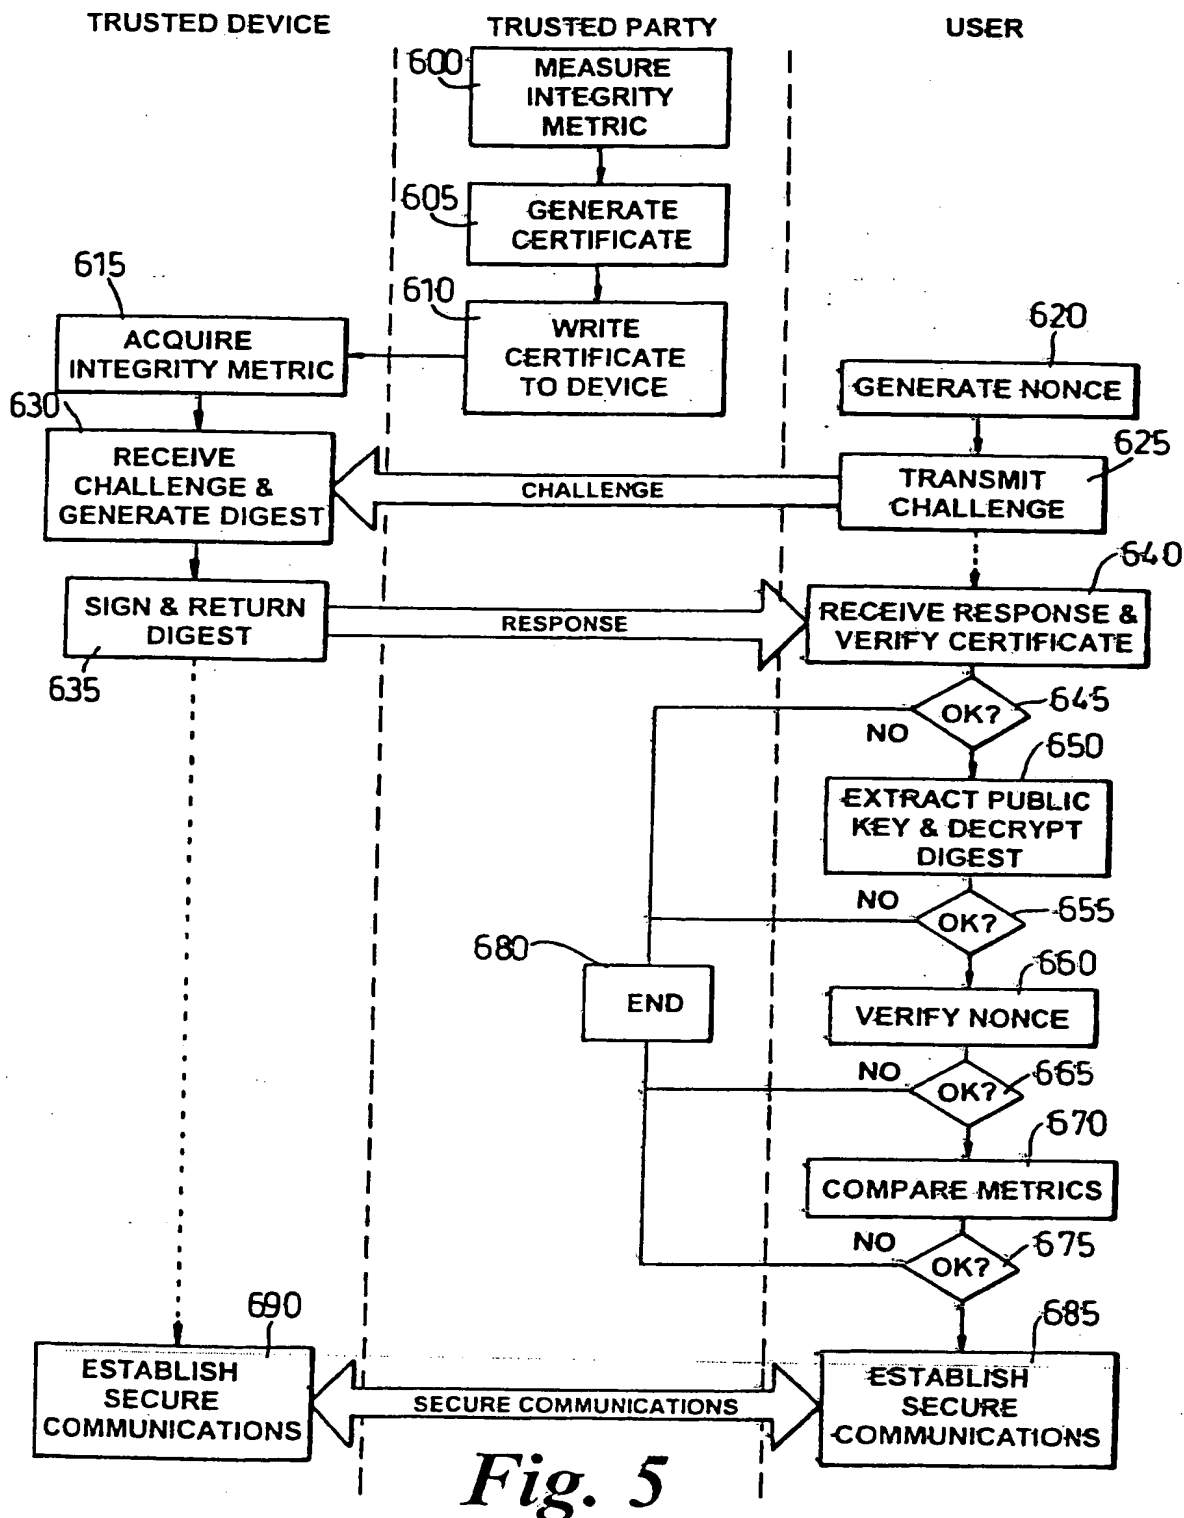 TRUSTED DEVICE
TRUSTED PARTY
USER
600
MEASURE
INTEGRITY
METRIC
605
GENERATE
CERTIFICATE
610
WRITE
CERTIFICATE
TO DEVICE
615
ACQUIRE
INTEGRITY METRIC
620
GENERATE NONCE
630
RECEIVE
CHALLENGE &
GENERATE DIGEST
CHALLENGE
625
TRANSMIT
CHALLENGE
SIGN & RETURN
DIGEST
635
RESPONSE
640
RECEIVE RESPONSE &
VERIFY CERTIFICATE
OK?
645
NO
650
EXTRACT PUBLIC
KEY & DECRYPT
DIGEST
NO
OK?
655
680
END
660
VERIFY NONCE
NO
OK?
665
670
COMPARE METRICS
NO
OK?
675
690
ESTABLISH
SECURE
COMMUNICATIONS
SECURE COMMUNICATIONS
685
ESTABLISH
SECURE
COMMUNICATIONS
Fig. 5